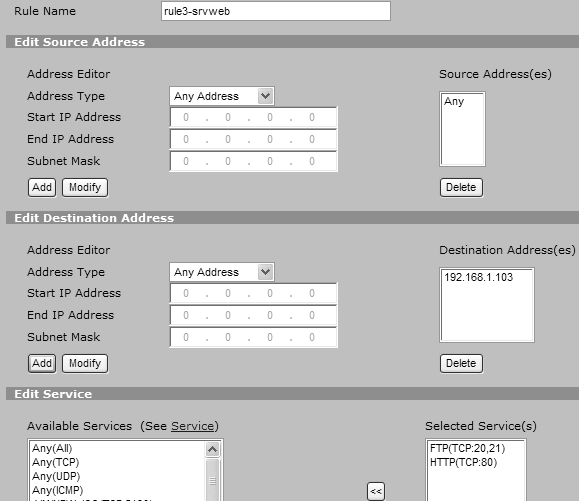 Rule Name rule3-srvweb
Edit Source Address
Address Editor Source Address(es)
Address Type Any Address Any
Start IP Address 0 . 0 . 0 . 0
End IP Address 0 . 0 . 0 . 0
Subnet Mask 0 . 0 . 0 . 0
Add Modify Delete
Edit Destination Address
Address Editor Destination Address(es)
Address Type Any Address 192.168.1.103
Start IP Address 0 . 0 . 0 . 0
End IP Address 0 . 0 . 0 . 0
Subnet Mask 0 . 0 . 0 . 0
Add Modify Delete
Edit Service
Available Services (See Service) Selected Service(s)
Any(All) FTP(TCP:20,21)
Any(TCP) HTTP(TCP:80)
Any(UDP)
Any(ICMP) <<